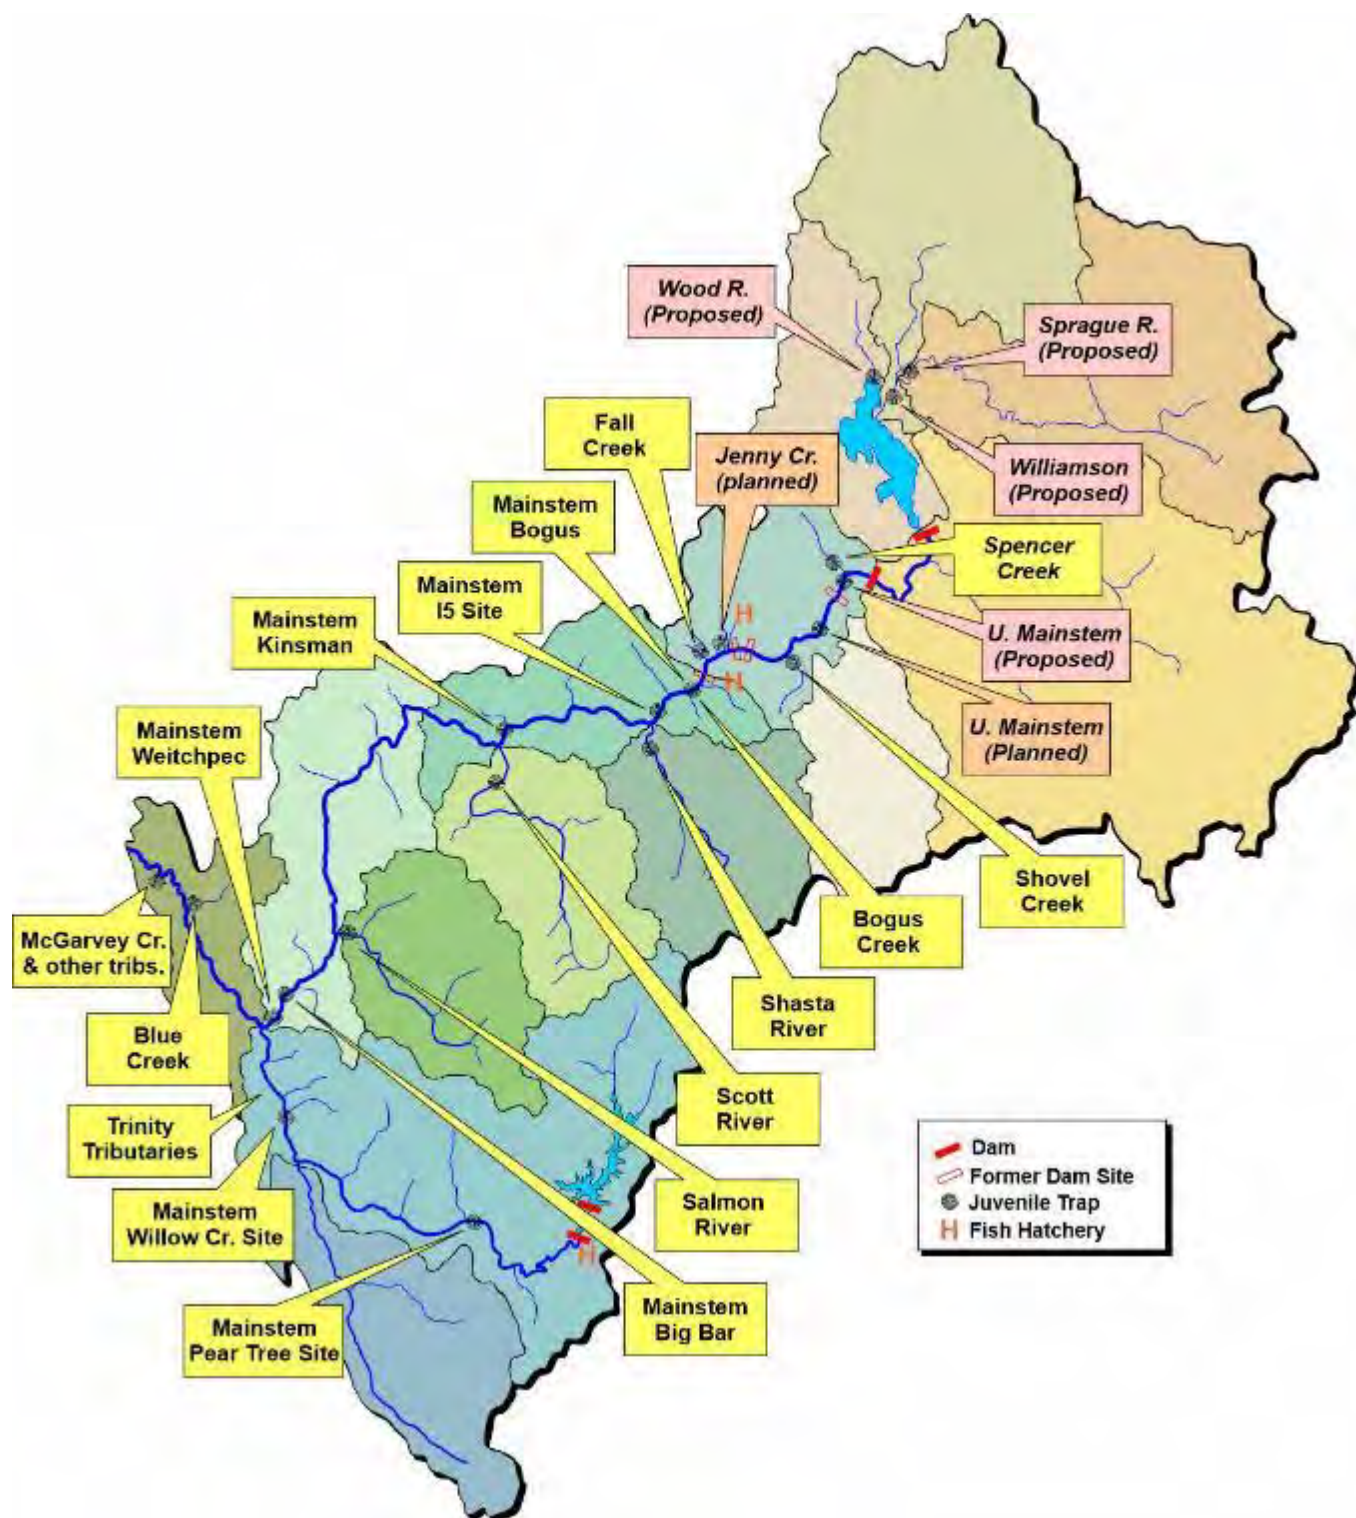 Wood R.
(Proposed)
Sprague R.
(Proposed)
Fall
Creek
Jenny Cr.
(planned)
Williamson
(Proposed)
Mainstem
Bogus
Spencer
Creek
Mainstem
I5 Site
Mainstem
Kinsman
U. Mainstem
(Proposed)
U. Mainstem
(Planned)
Mainstem
Weitchpec
Shovel
Creek
Bogus
Creek
McGarvey Cr.
& other tribs.
Shasta
River
Blue
Creek
Scott
River
Trinity
Tributaries
Salmon
River
Mainstem
Willow Cr. Site
Mainstem
Big Bar
Mainstem
Pear Tree Site
H
H
H
Dam
Former Dam Site
Juvenile Trap
H Fish Hatchery